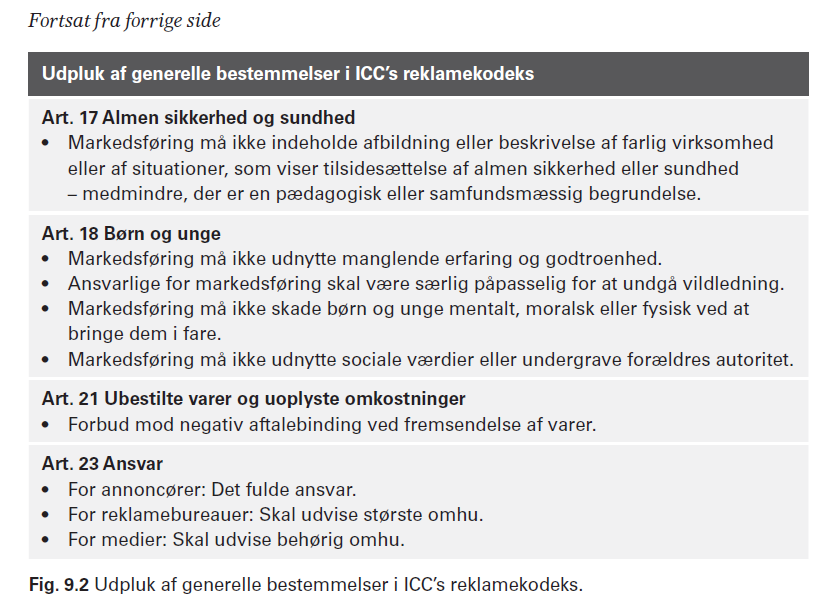 Fortsat fra forrige side
Udpluk af generelle bestemmelser i ICC’s reklamekodeks
Art. 17 Almen sikkerhed og sundhed
• Markedsføring må ikke indeholde afbildning eller beskrivelse af farlig virksomhed
eller af situationer, som viser tilsidesættelse af almen sikkerhed eller sundhed
– medmindre, der er en pædagogisk eller samfundsmæssig begrundelse.
Art. 18 Børn og unge
• Markedsføring må ikke udnytte manglende erfaring og godtroenhed.
• Ansvarlige for markedsføring skal være særlig påpasselig for at undgå vildledning.
• Markedsføring må ikke skade børn og unge mentalt, moralsk eller fysisk ved at
bringe dem i fare.
• Markedsføring må ikke udnytte sociale værdier eller undergrave forældres autoritet.
Art. 21 Ubestilte varer og uoplyste omkostninger
• Forbud mod negativ aftalebinding ved fremsendelse af varer.
Art. 23 Ansvar
• For annoncører: Det fulde ansvar.
• For reklamebureauer: Skal udvise største omhu.
• For medier: Skal udvise behørig omhu.
Fig. 9.2 Udpluk af generelle bestemmelser i ICC’s reklamekodeks.